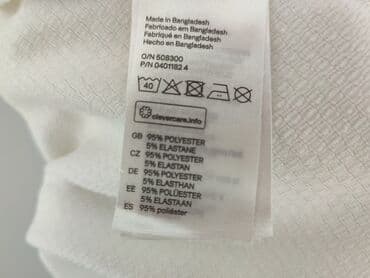 Made in Bangladesh
Fabricado em Bangladesh
Fabriqué en Bangladesh
Hecho en Bangladesh
O/N 508300
P/N 0401182.4
40
clevercare.info
GB 95% POLYESTER
5% ELASTANE
CZ 95% POLYESTER
5% ELASTAN
DE 95% POLYESTER
5% ELASTHAN
EE 95% POLÜESTER
5% ELASTAAN
ES 95% poliéster